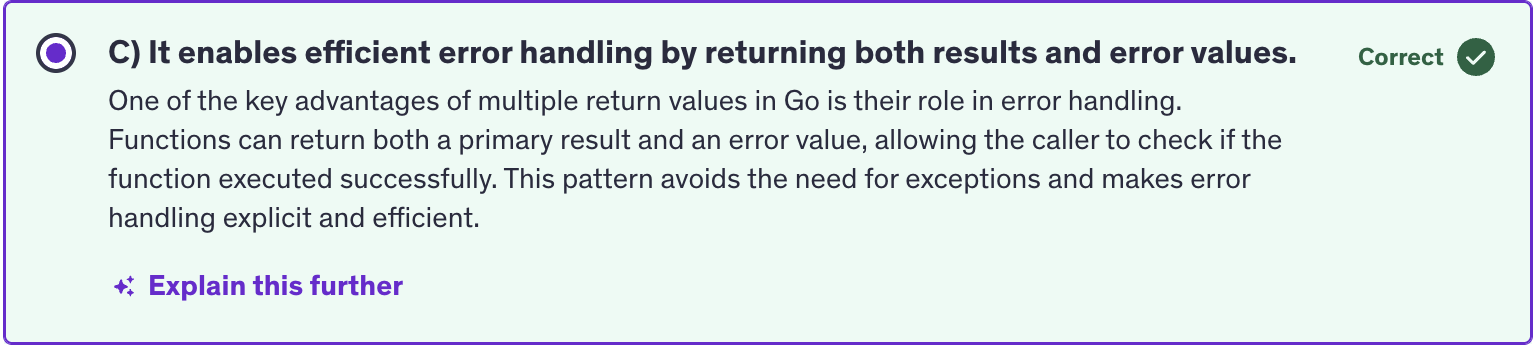 C) It enables efficient error handling by returning both results and error values.
Correct
One of the key advantages of multiple return values in Go is their role in error handling.
Functions can return both a primary result and an error value, allowing the caller to check if the
function executed successfully. This pattern avoids the need for exceptions and makes error
handling explicit and efficient.
Explain this further